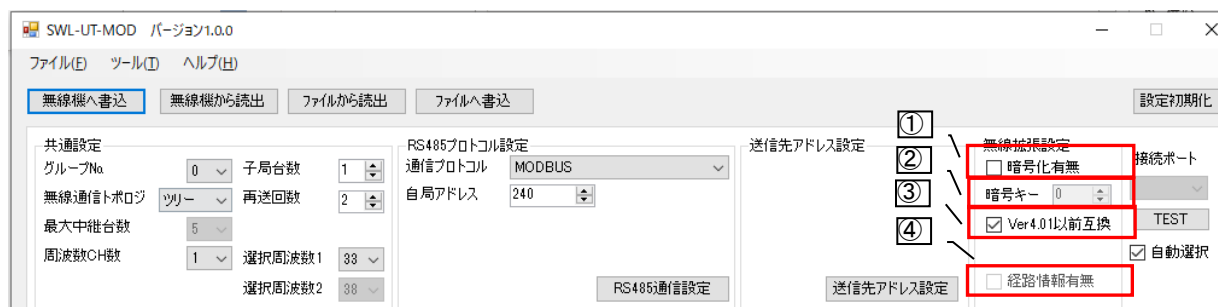 SWL-UT-MOD バージョン1.0.0
ファイル(F) ツール(T) ヘルプ(H)
無線機へ書込 無線機から読出 ファイルから読出 ファイルへ書込 設定初期化
①
共通設定 RS485プロトコル設定 送信先アドレス設定 無線拡張設定
グループNo. 0 子局台数 1 通信プロトコル MODBUS ② 暗号化有無 接続ポート
無線通信トポロジ ツリー 再送回数 2 自局アドレス 240 ③ 暗号キー 0
最大中継台数 5 ④ Ver4.01以前互換 TEST
周波数CH数 1 選択周波数1 33 自動選択
選択周波数2 38 RS485通信設定 送信先アドレス設定 経路情報有無